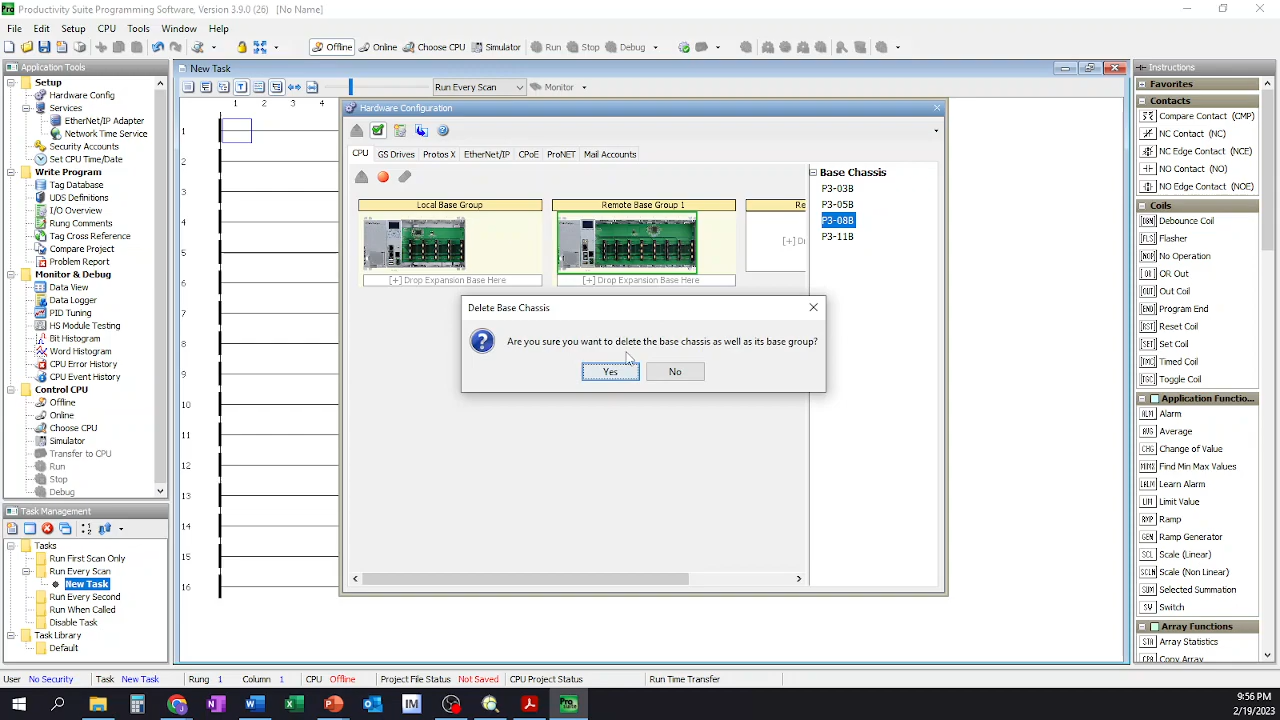 Productivity Suite Programming Software, Version 3.9.0 (26) [No Name]
File Edit Setup CPU Tools Window Help
Offline Online Choose CPU Simulator Run Stop Debug
Application Tools
Setup
Hardware Config
Services
EtherNet/IP Adapter
Network Time Service
Security Accounts
Set CPU Time/Date
Write Program
Tag Database
UDS Definitions
I/O Overview
Rung Comments
Tag Cross Reference
Compare Project
Problem Report
Monitor & Debug
Data View
Data Logger
PID Tuning
HS Module Testing
Bit Histogram
Word Histogram
CPU Error History
CPU Event History
Control CPU
Offline
Online
Choose CPU
Simulator
Transfer to CPU
Run
Stop
Debug
Task Management
Tasks
Run First Scan Only
Run Every Scan
New Task
Run Every Second
Run When Called
Disable Task
Task Library
Default
New Task
Run Every Scan Monitor
1 2 3 4
1
2
3
4
5
6
7
8
9
10
11
12
13
14
15
16
Hardware Configuration
CPU GS Drives Protos X EtherNet/IP CPoE ProNET Mail Accounts
Local Base Group Remote Base Group 1 Re
[+] Drop Expansion Base Here [+] Drop Expansion Base Here [+] Dr
Base Chassis
P3-03B
P3-05B
P3-08B
P3-11B
Delete Base Chassis
Are you sure you want to delete the base chassis as well as its base group?
Yes No
Instructions
Favorites
Contacts
Compare Contact (CMP)
NC Contact (NC)
NC Edge Contact (NCE)
NO Contact (NO)
NO Edge Contact (NOE)
Coils
Debounce Coil
Flasher
No Operation
OR Out
Out Coil
Program End
Reset Coil
Set Coil
Timed Coil
Toggle Coil
Application Functio...
Alarm
Average
Change of Value
Find Min Max Values
Learn Alarm
Limit Value
Ramp
Ramp Generator
Scale (Linear)
Scale (Non Linear)
Selected Summation
Switch
Array Functions
Array Statistics
Copy Array
User No Security Task New Task Rung 1 Column 1 CPU Offline Project File Status Not Saved CPU Project Status Run Time Transfer
9:56 PM
2/19/2023